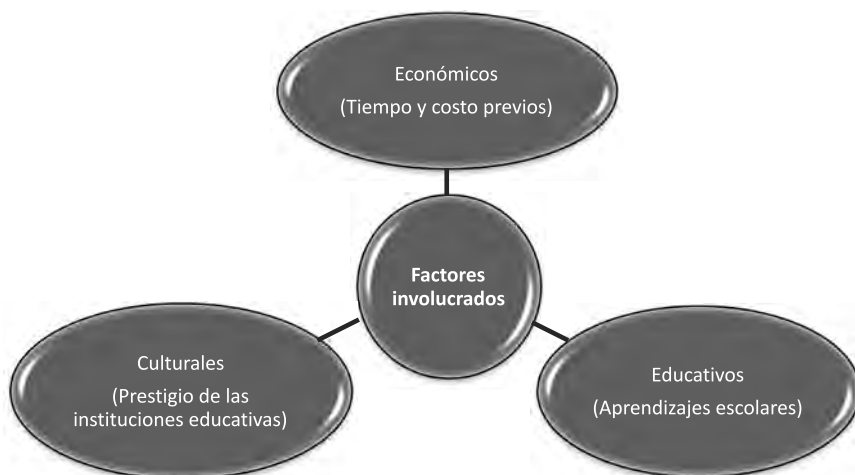 Económicos
(Tiempo y costo previos)
Factores
involucrados
Culturales
(Prestigio de las
instituciones educativas)
Educativos
(Aprendizajes escolares)